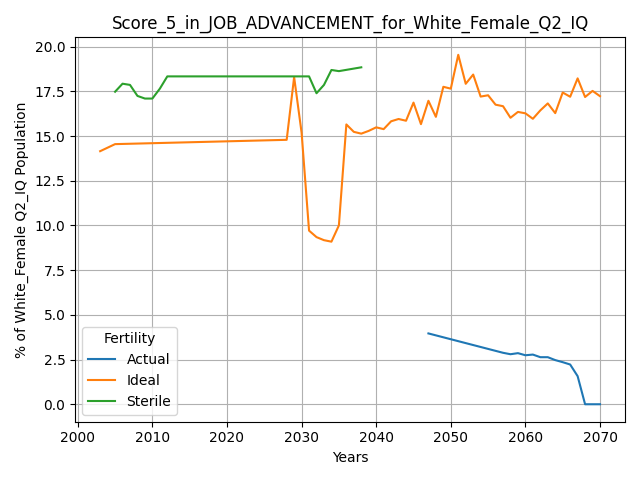 Score_5_in_JOB_ADVANCEMENT_for_White_Female_Q2_IQ
% of White_Female Q2_IQ Population
20.0
17.5
15.0
12.5
10.0
7.5
5.0
2.5
0.0
Fertility
Actual
Ideal
Sterile
2000 2010 2020 2030 2040 2050 2060 2070
Years